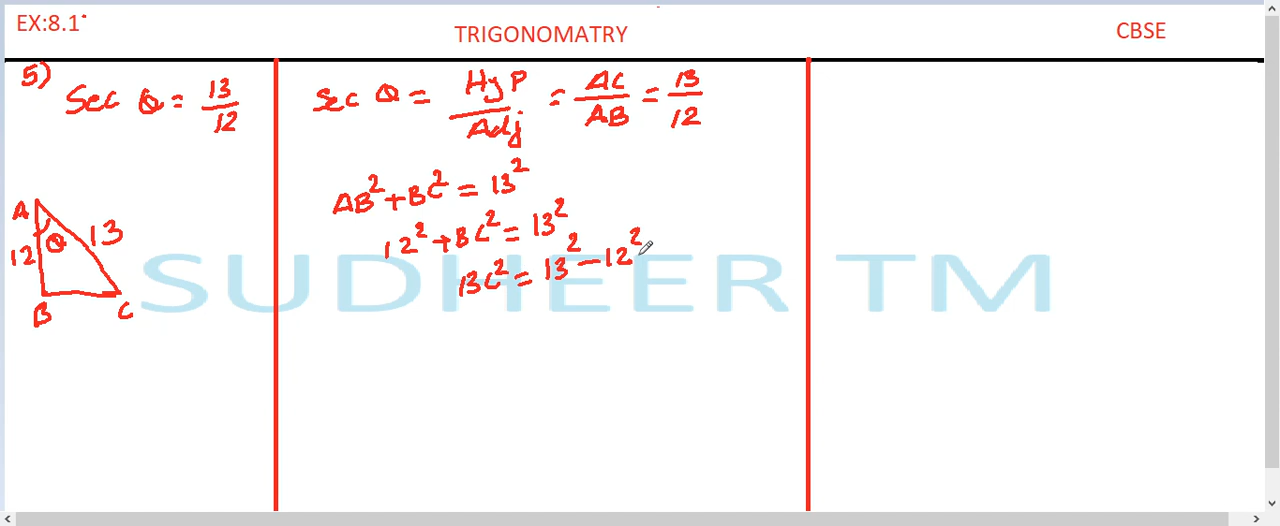 EX:8.1
TRIGONOMATRY
CBSE
5)
Sec θ = 13/12
A
12
θ
13
B
C
Sec θ = Hyp/Adj = AC/AB = 13/12
AB² + BC² = 13²
12² + BC² = 13²
BC² = 13² - 12²
SUDHEER TM